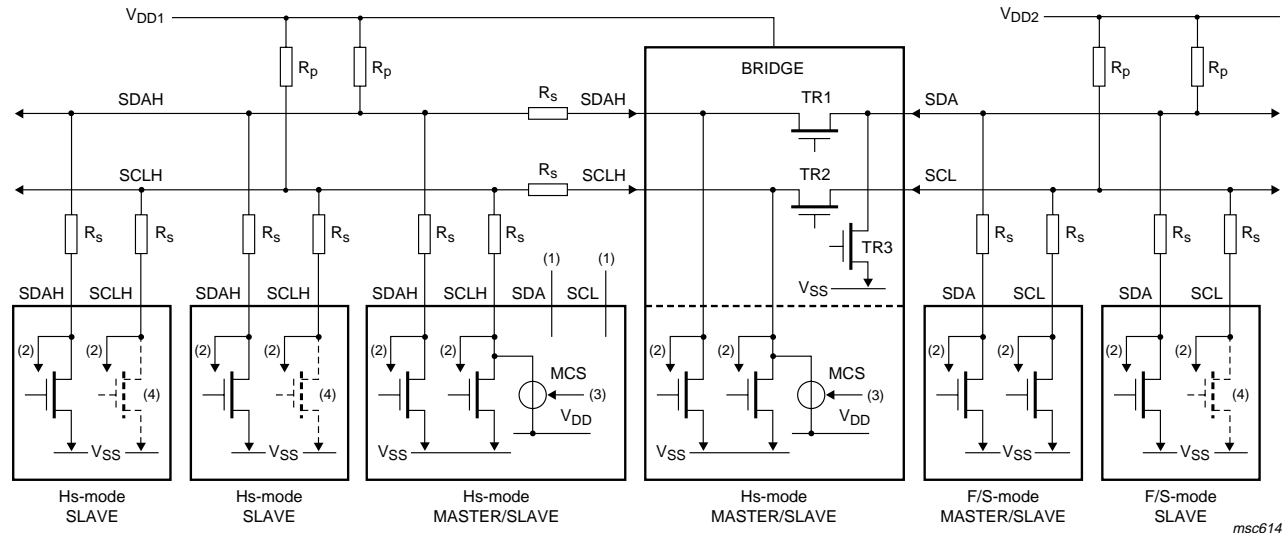 VDD1
VDD2
BRIDGE
Rp
Rp
Rp
Rp
SDAH
Rs
SDAH
TR1
SDA
SCLH
Rs
SCLH
TR2
SCL
Rs
Rs
Rs
Rs
Rs
Rs
TR3
Rs
Rs
Rs
Rs
(1)
(1)
VSS
SDAH
SCLH
SDAH
SCLH
SDAH
SCLH
SDA
SCL
SDA
SCL
SDA
SCL
(2)
(2)
(2)
(2)
(2)
(2)
(2)
(2)
(2)
(2)
(2)
(2)
MCS
MCS
(4)
(4)
(3)
(3)
(4)
VDD
VDD
VSS
VSS
VSS
VSS
VSS
VSS
Hs-mode
SLAVE
Hs-mode
SLAVE
Hs-mode
MASTER/SLAVE
Hs-mode
MASTER/SLAVE
F/S-mode
MASTER/SLAVE
F/S-mode
SLAVE
msc614